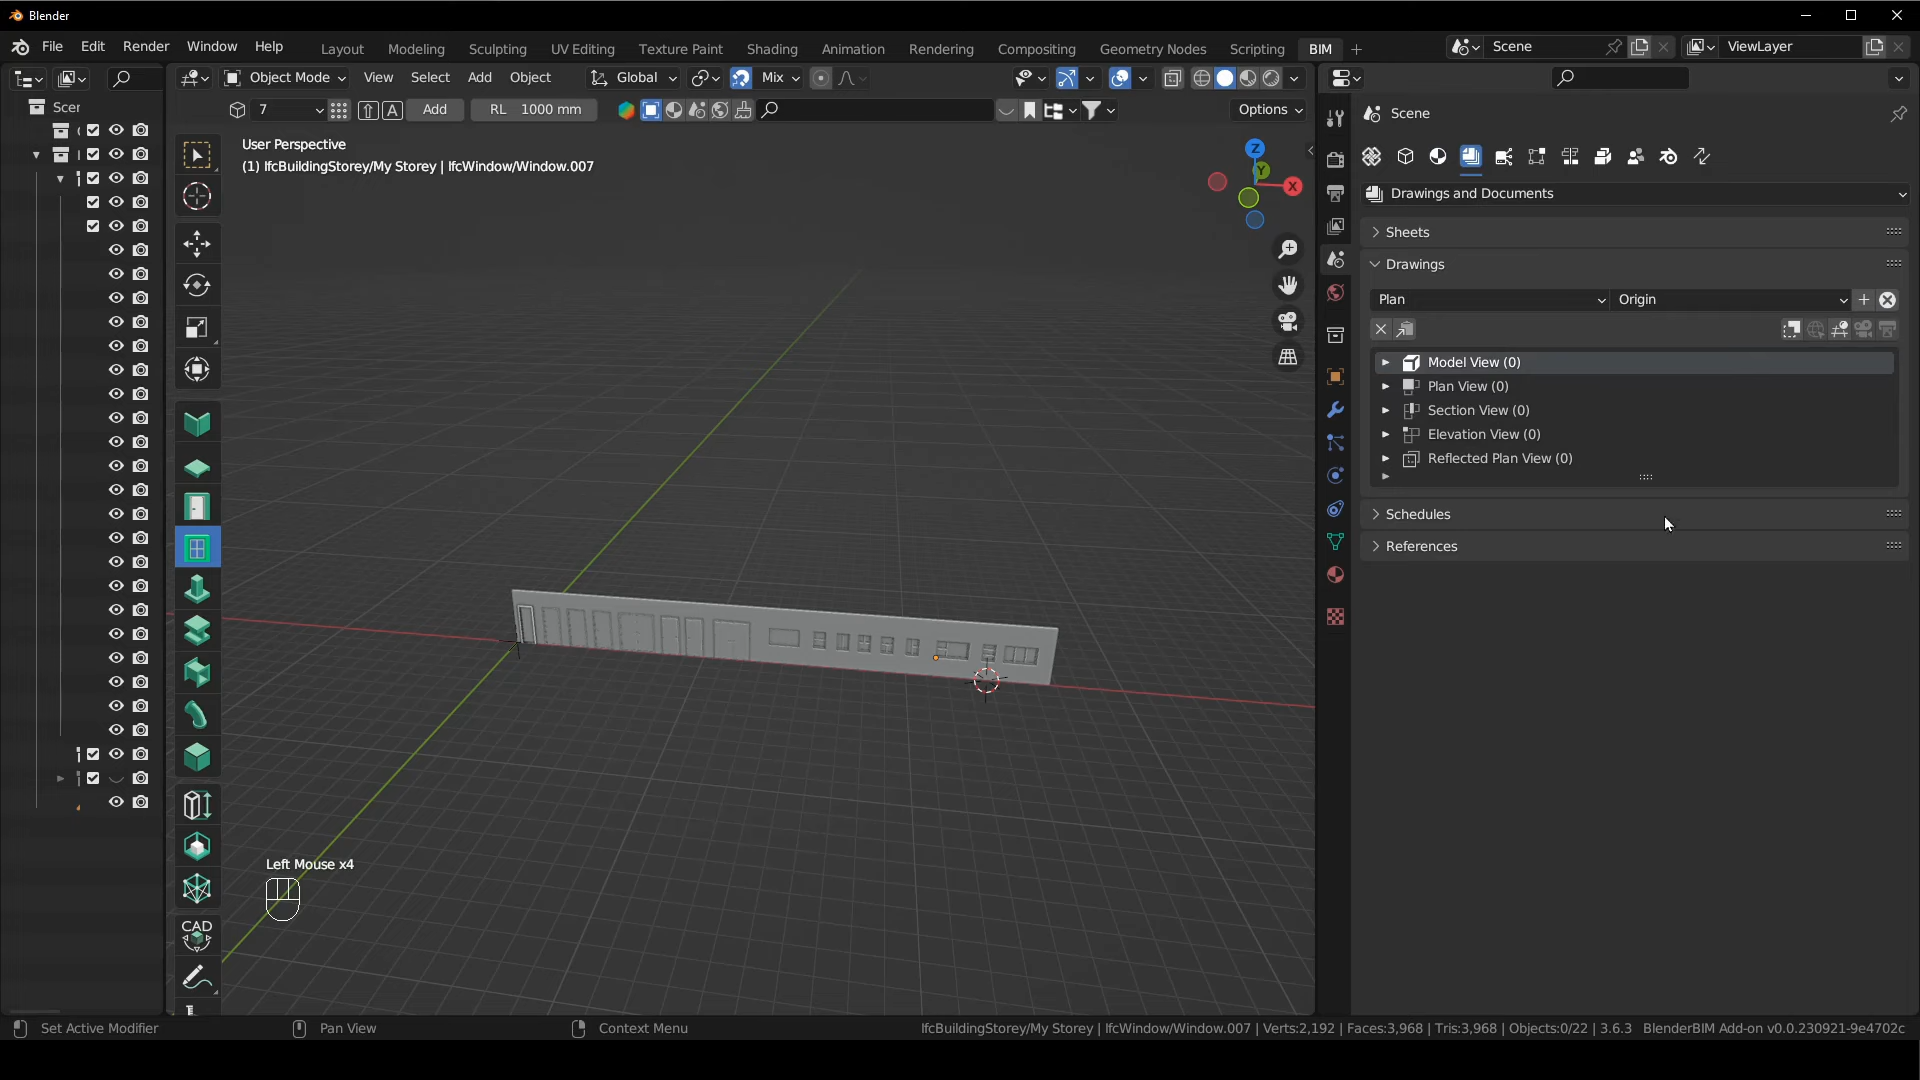 Blender
File Edit Render Window Help
Layout Modeling Sculpting UV Editing Texture Paint Shading Animation Rendering Compositing Geometry Nodes Scripting BIM
Scene
ViewLayer
Object Mode View Select Add Object
Global
Mix
7
A
Add
RL 1000 mm
Options
Scer
User Perspective
(1) IfcBuildingStorey/My Storey | IfcWindow/Window.007
Z
Y
X
CAD
Left Mouse x4
Scene
Drawings and Documents
Sheets
Drawings
Plan
Origin
Model View (0)
Plan View (0)
Section View (0)
Elevation View (0)
Reflected Plan View (0)
Schedules
References
Set Active Modifier
Pan View
Context Menu
IfcBuildingStorey/My Storey | IfcWindow/Window.007 | Verts:2,192 | Faces:3,968 | Tris:3,968 | Objects:0/22 | 3.6.3 BlenderBIM Add-on v0.0.230921-9e4702c